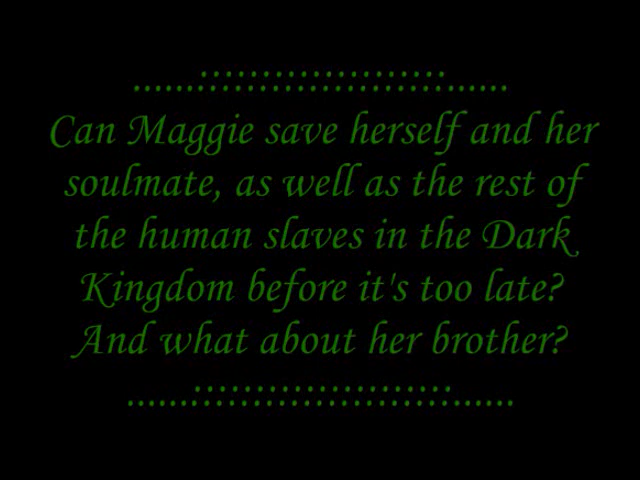 Can Maggie save herself and her
soulmate, as well as the rest of
the human slaves in the Dark
Kingdom before it's too late?
And what about her brother?